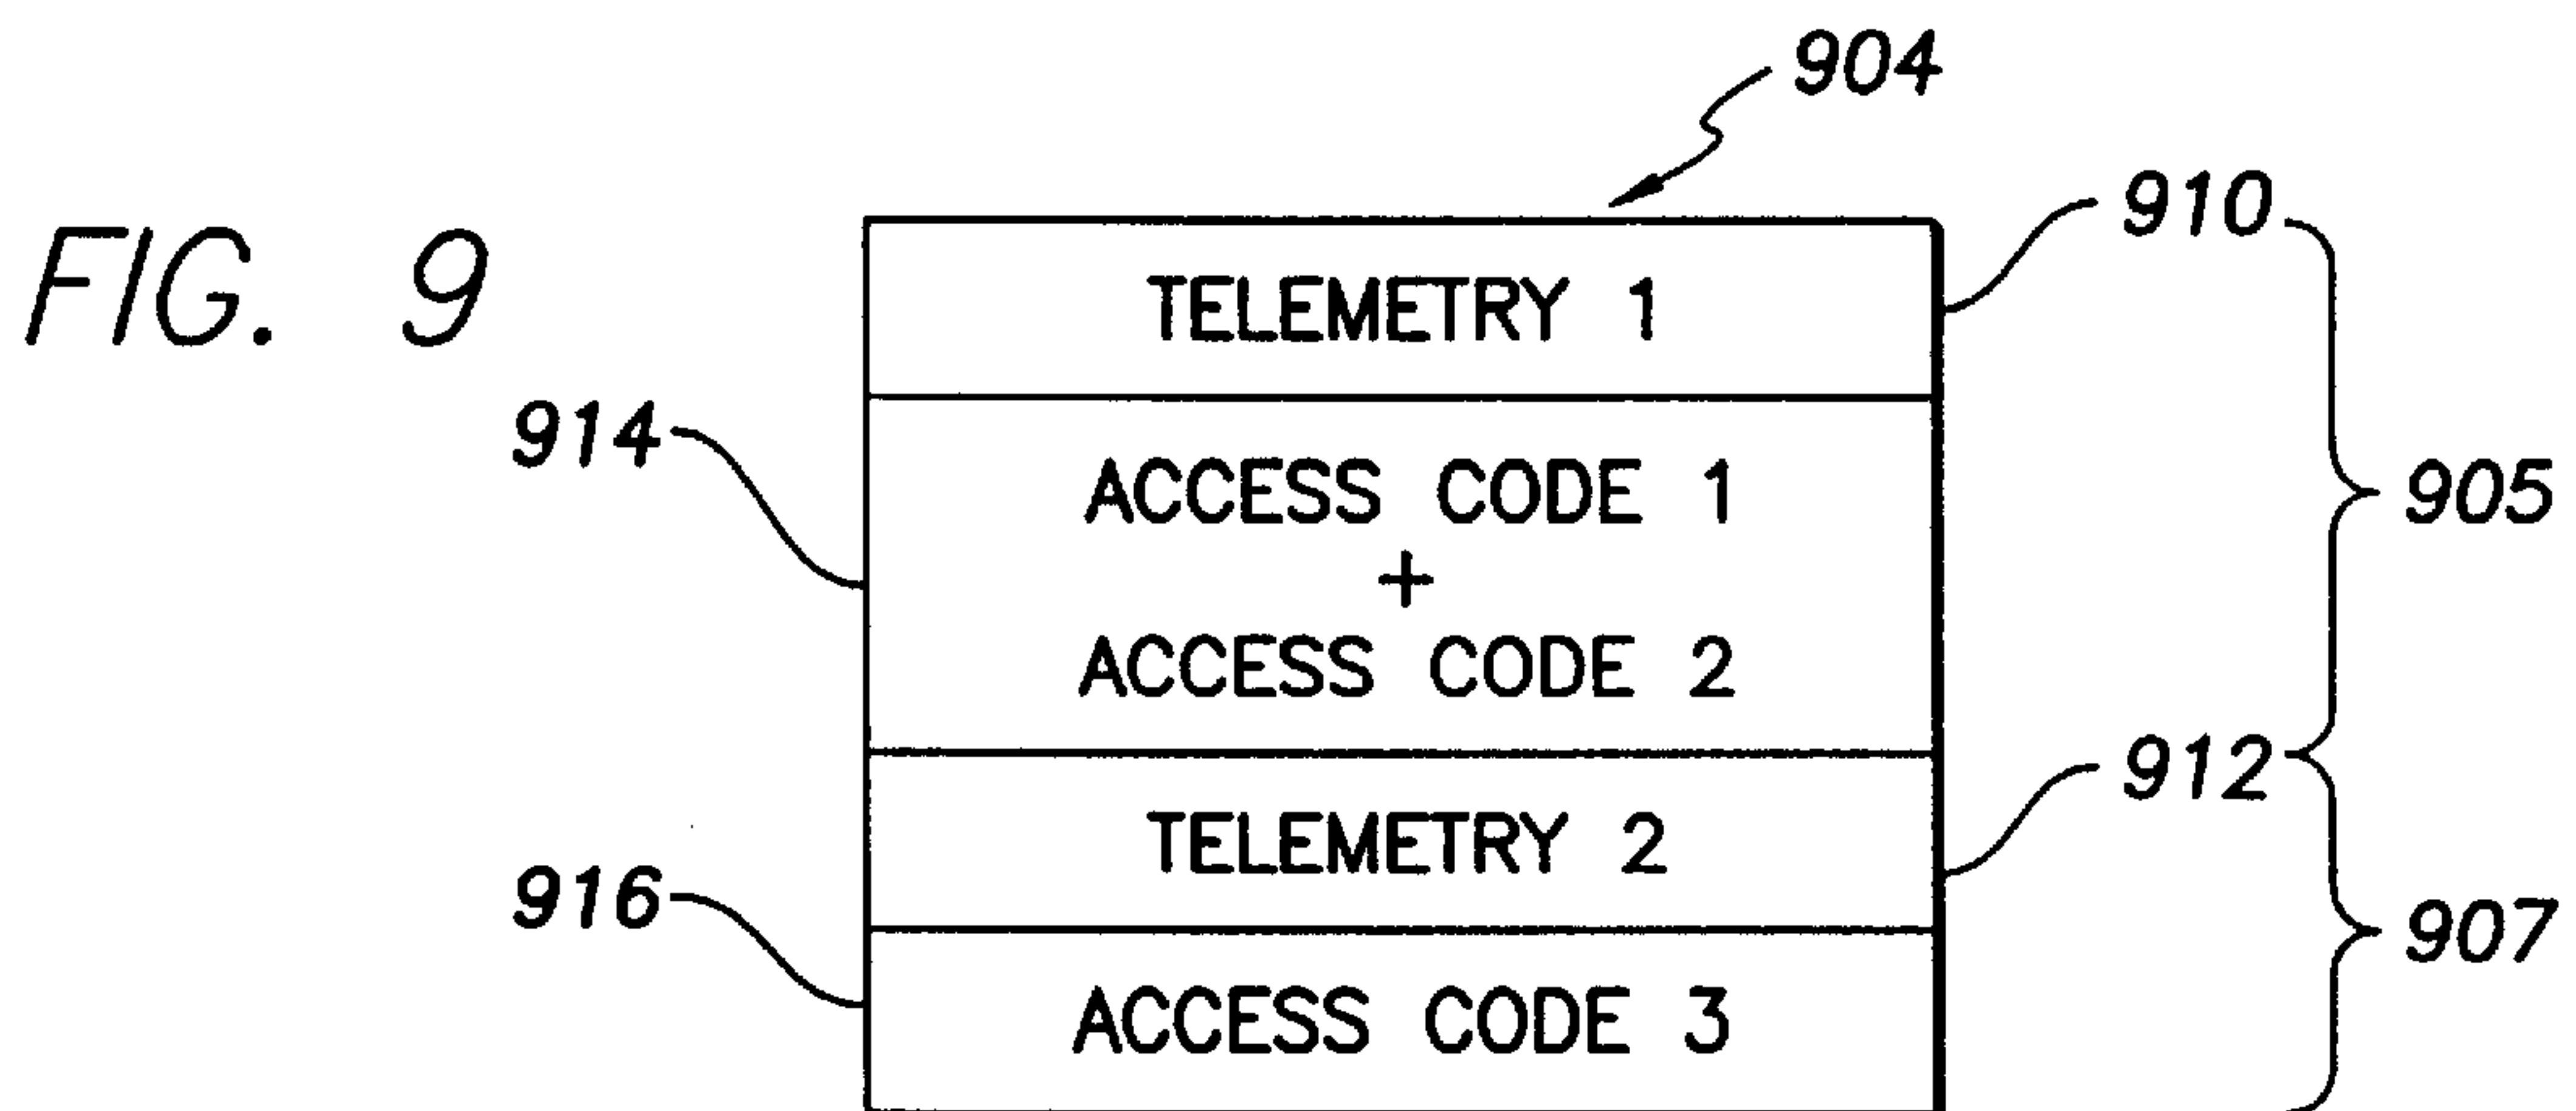 904
910
FIG. 9
TELEMETRY 1
914
ACCESS CODE 1
905
+
ACCESS CODE 2
912
TELEMETRY 2
916
907
ACCESS CODE 3